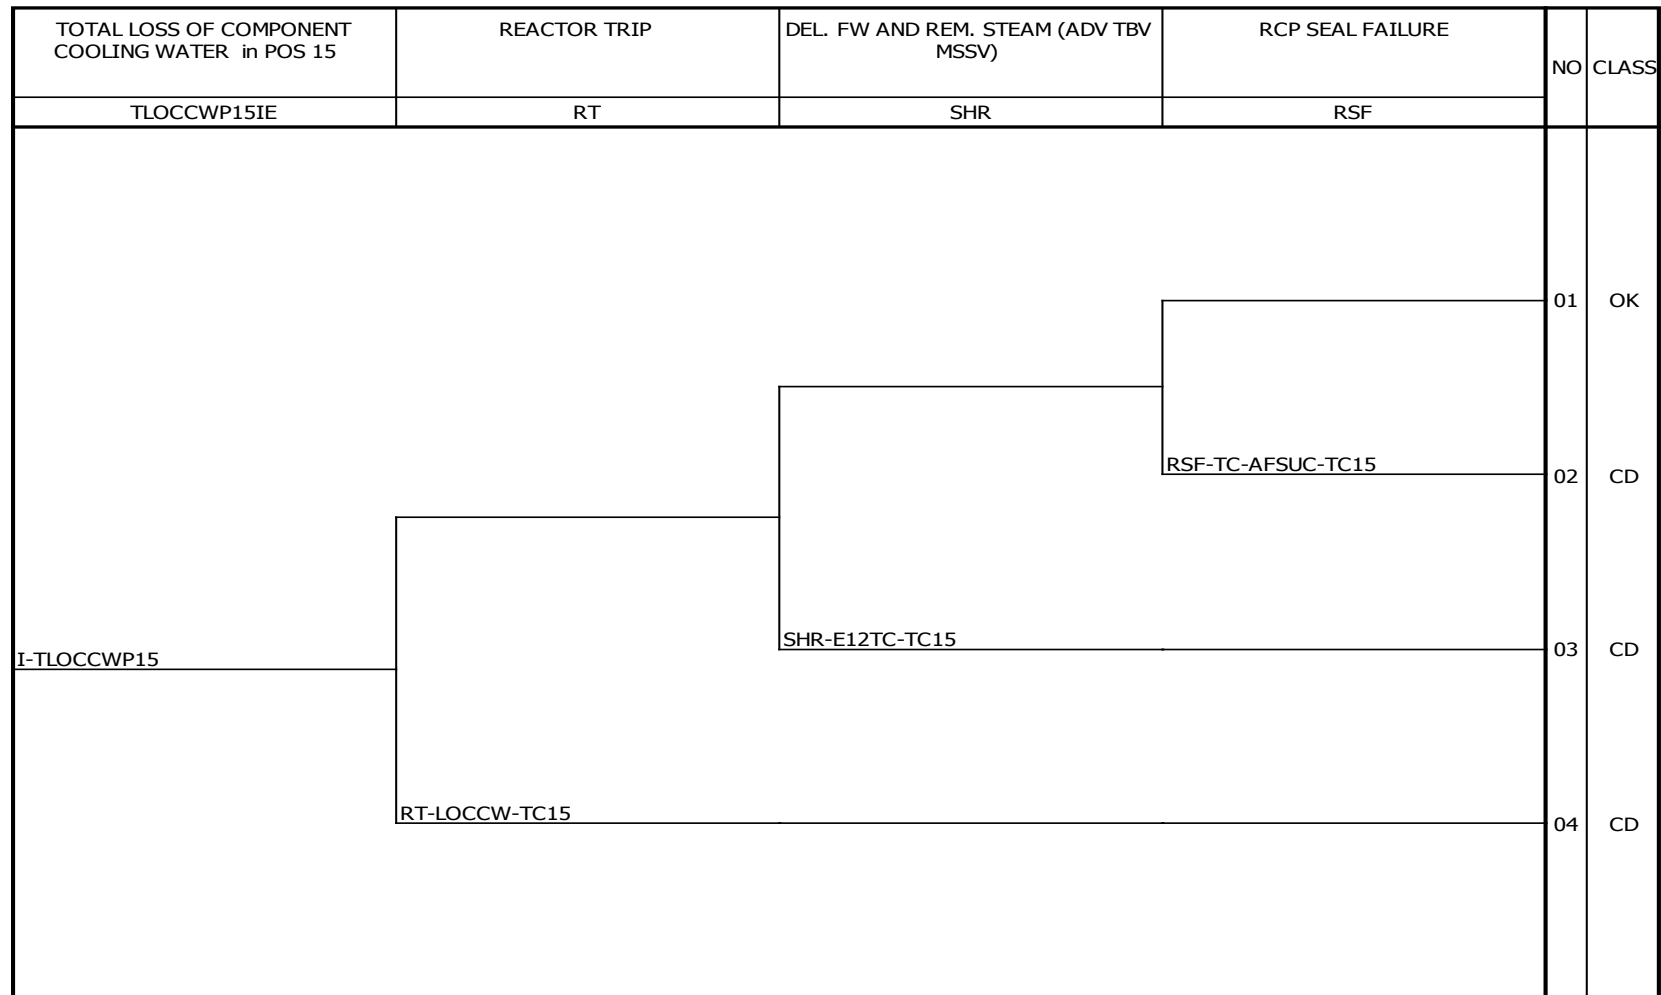 TOTAL LOSS OF COMPONENT
COOLING WATER in POS 15
REACTOR TRIP
DEL. FW AND REM. STEAM (ADV TBV
MSSV)
RCP SEAL FAILURE
NO
CLASS
TLOCCWP15IE
RT
SHR
RSF
01
OK
RSF-TC-AFSUC-TC15
02
CD
SHR-E12TC-TC15
03
CD
I-TLOCCWP15
RT-LOCCW-TC15
04
CD